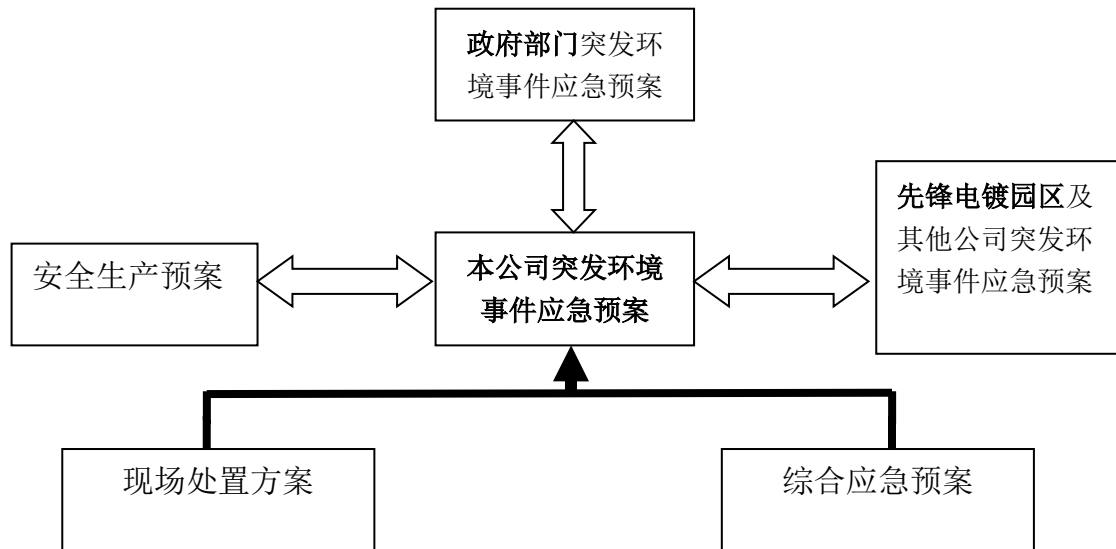 政府部门突发环
境事件应急预案
先锋电镀园区及
其他公司突发环
境事件应急预案
安全生产预案
本公司突发环境
事件应急预案
现场处置方案
综合应急预案